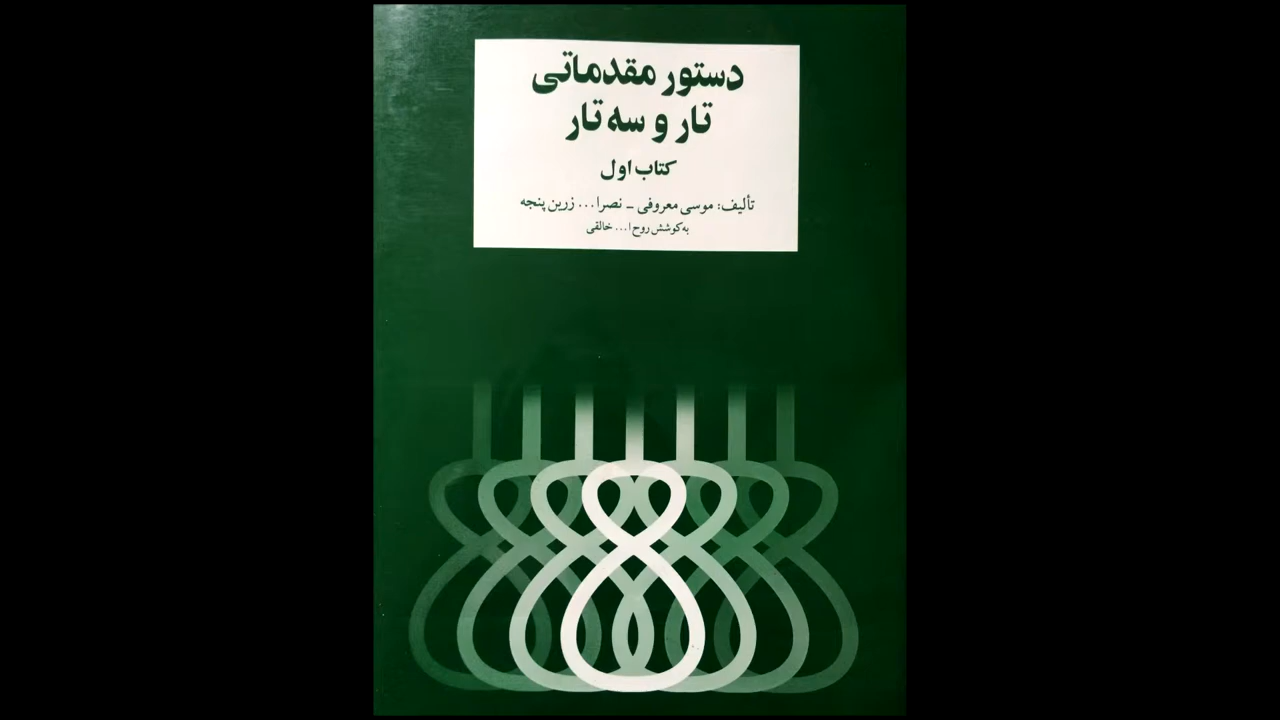 دستور مقدماتی
تار و سه تار
کتاب اول
تألیف: موسی معروفی ـ نصرا... زرین پنجه
به کوشش روح ا... خالقی